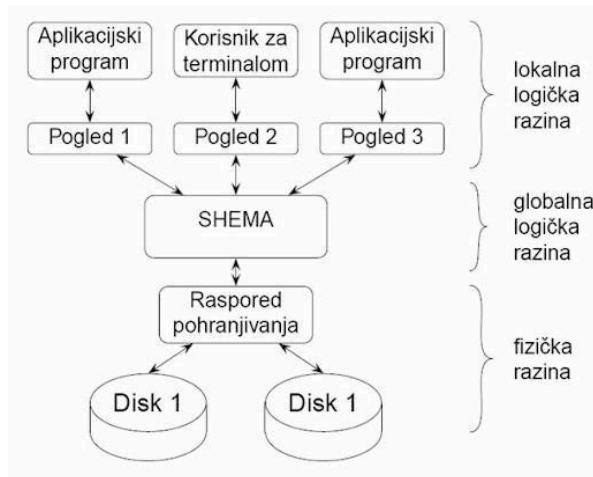 Aplikacijski
program
Korisnik za
terminalom
Aplikacijski
program
lokalna
logička
razina
Pogled 1
Pogled 2
Pogled 3
SHEMA
globalna
logička
razina
Raspored
pohranjivanja
fizička
razina
Disk 1
Disk 1